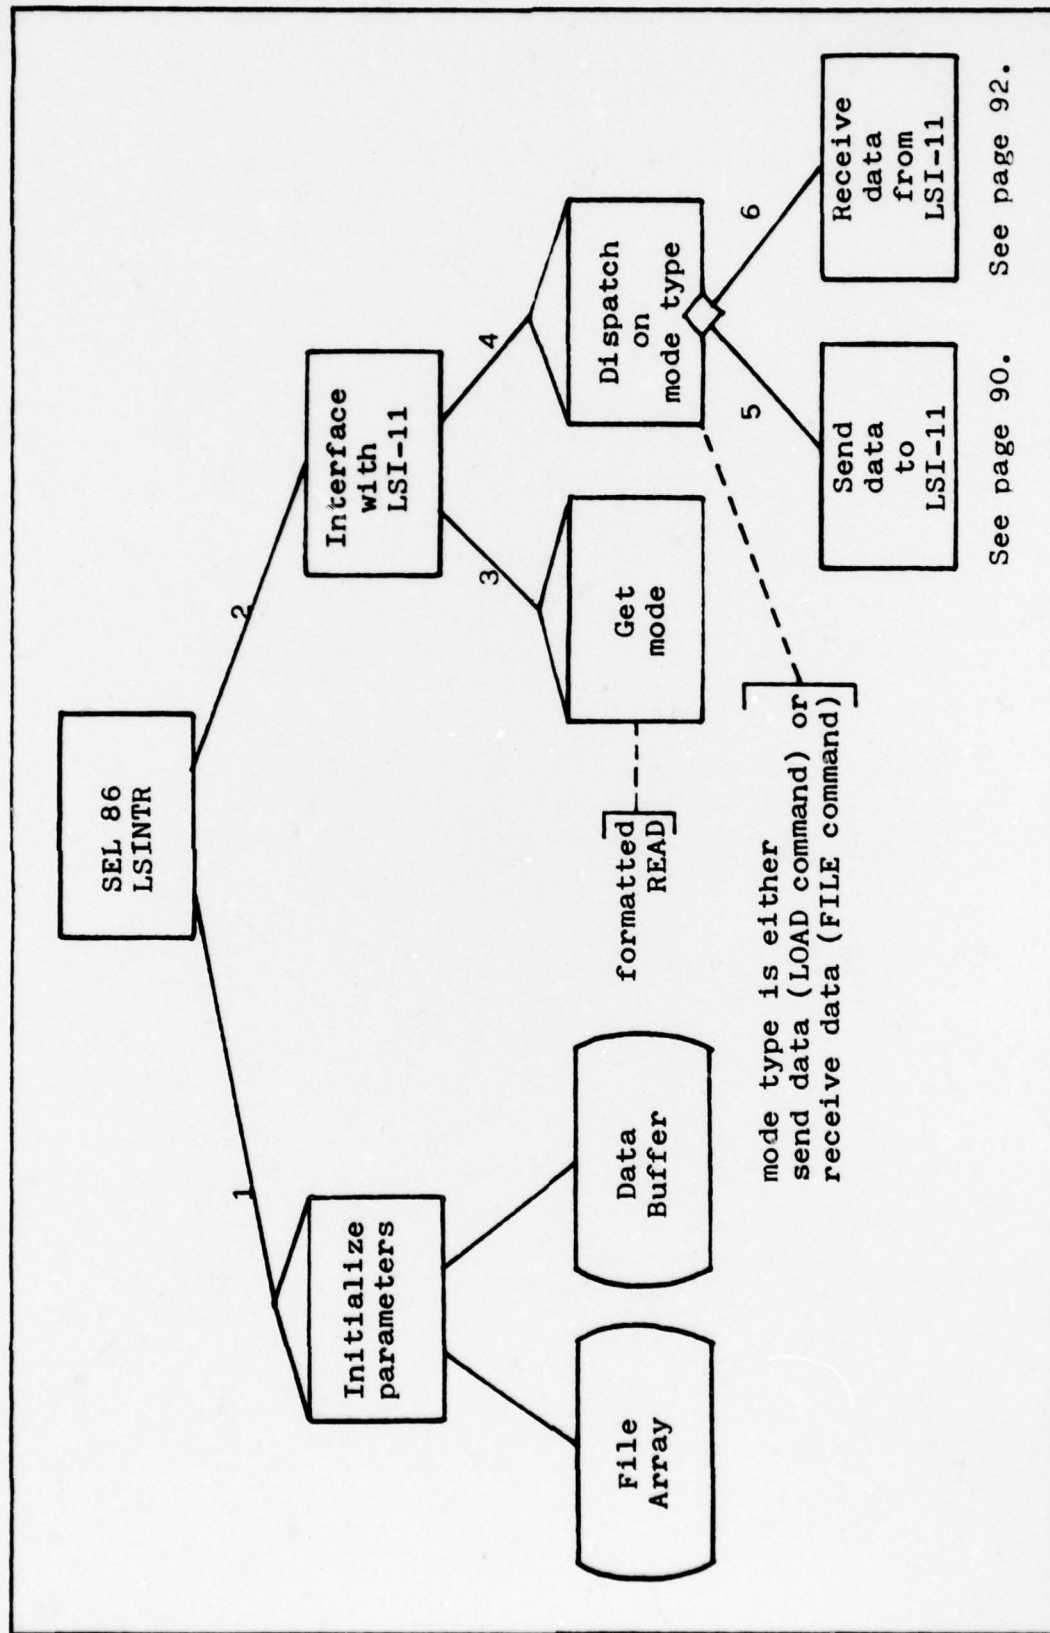 SEL 86
LSINTR
1
2
Initialize
parameters
Interface
with
LSI-11
3
4
File
Array
Data
Buffer
formatted
READ
Get
mode
Dispatch
on
mode type
mode type is either
send data (LOAD command) or
receive data (FILE command)
5
6
Send
data
to
LSI-11
Receive
data
from
LSI-11
See page 90.
See page 92.